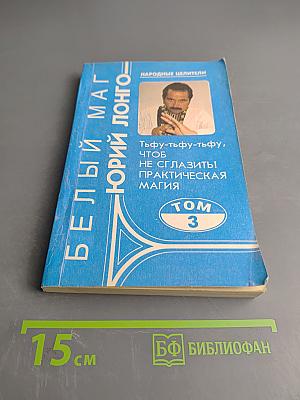 НАРОДНЫЕ ЦЕЛИТЕЛИ
БЕЛЫЙ МАГ
ЮРИЙ ЛОНГО
Тьфу-тьфу-тьфу,
ЧТОБ
НЕ СГЛАЗИТЬ!
ПРАКТИЧЕСКАЯ
МАГИЯ
ТОМ
3
15 см
БФ БИБЛИОФАН